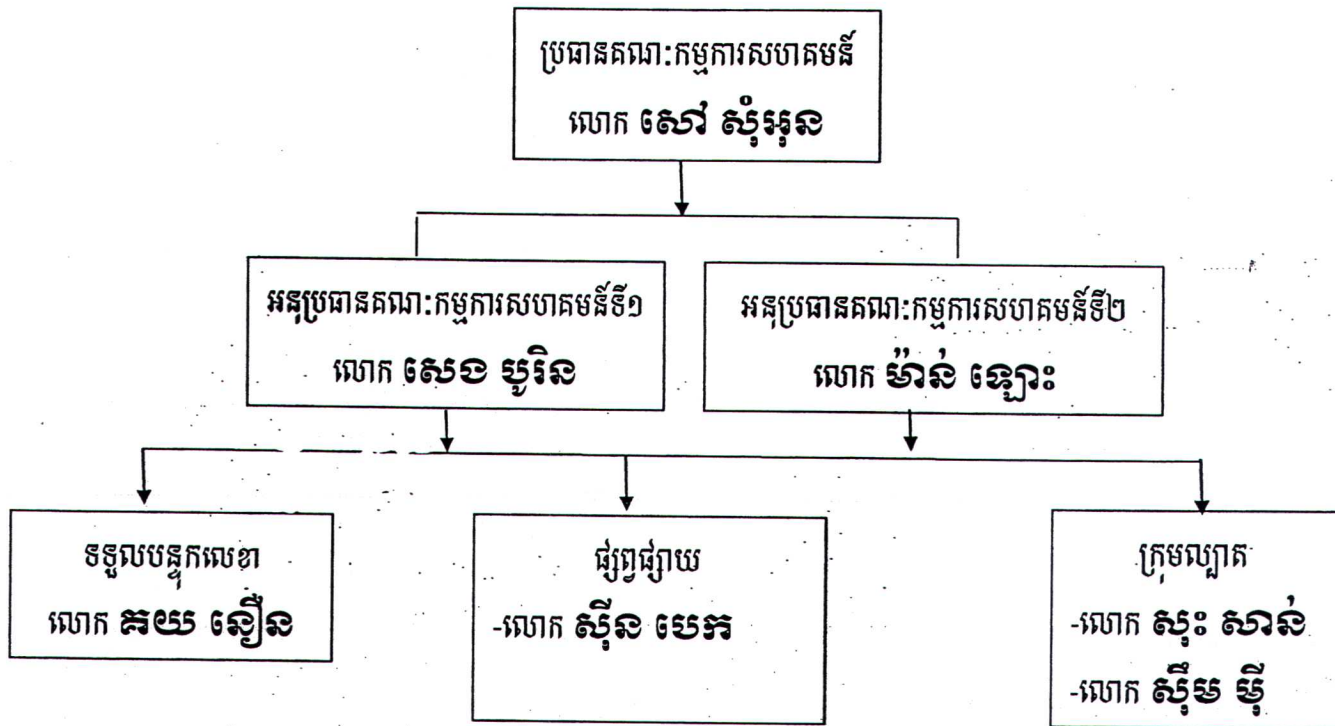 ប្រធានគណៈកម្មការសហគមន៍
លោក សៅ សុំអុន
អនុប្រធានគណៈកម្មការសហគមន៍ទី១
លោក សេង បូរិន
អនុប្រធានគណៈកម្មការសហគមន៍ទី២
លោក ម៉ាន់ ឡោះ
ទទួលបន្ទុកលេខា
លោក គយ នឿន
ផ្សព្វផ្សាយ
-លោក ស៊ីន បេក
ក្រុមល្បាត
-លោក សុះ សាន់
-លោក ស៊ឹម ម៉ី